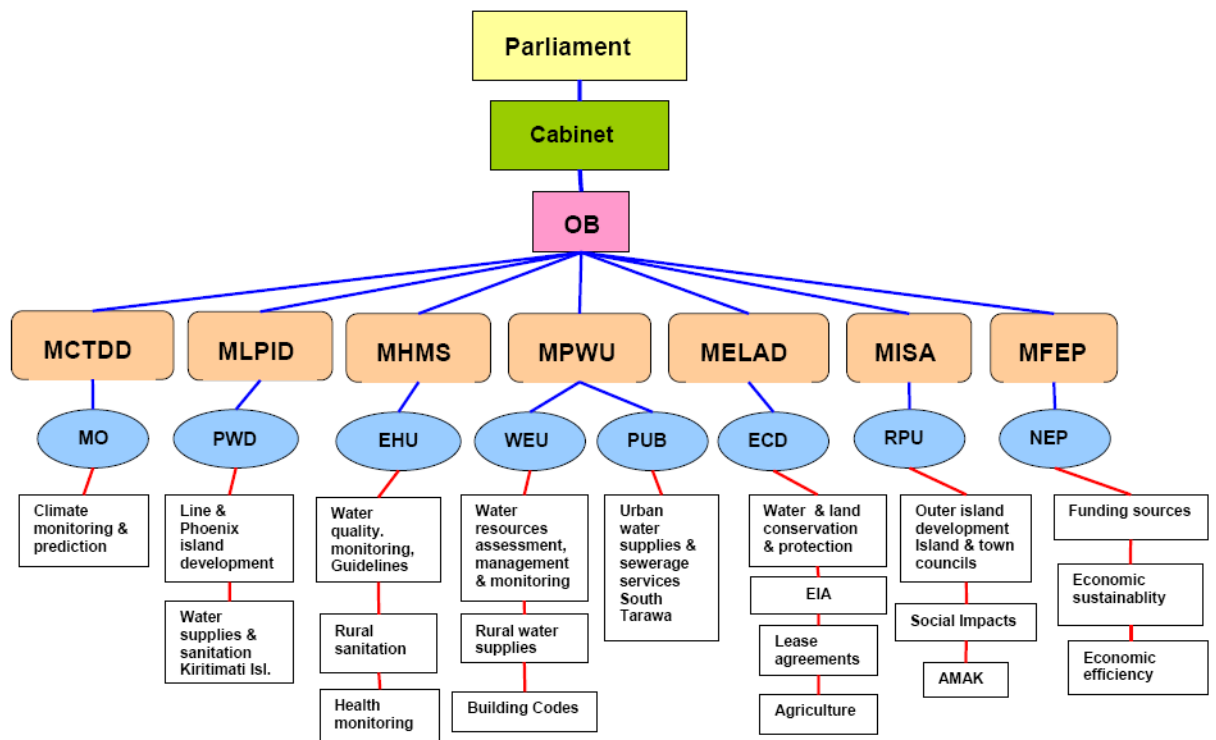 Parliament
Cabinet
OB
MCTDD
MLPID
MHMS
MPWU
MELAD
MISA
MFEP
MO
PWD
EHU
WEU
PUB
ECD
RPU
NEP
Climate
monitoring &
prediction
Line &
Phoenix
island
development
Water
supplies &
sanitation
Kiritimati Isl.
Water
quality.
monitoring,
Guidelines
Rural
sanitation
Health
monitoring
Water
resources
assessment,
management
& monitoring
Rural water
supplies
Building Codes
Urban
water
supplies &
sewerage
services
South
Tarawa
Water & land
conservation
& protection
EIA
Lease
agreements
Agriculture
Outer island
development
Island & town
councils
Social Impacts
AMAK
Funding sources
Economic
sustainablity
Economic
efficiency